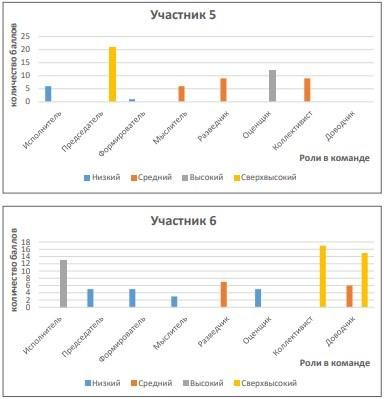 Участник 5
количество баллов
25
20
15
10
5
0
Исполнитель Председатель Формирователь Мыслитель Разведчик Оценщик Коллективист Доводчик
Роли в команде
Низкий Средний Высокий Сверхвысокий
Участник 6
количество баллов
18
16
14
12
10
8
6
4
2
0
Исполнитель Председатель Формирователь Мыслитель Разведчик Оценщик Коллективист Доводчик
Роли в команде
Низкий Средний Высокий Сверхвысокий